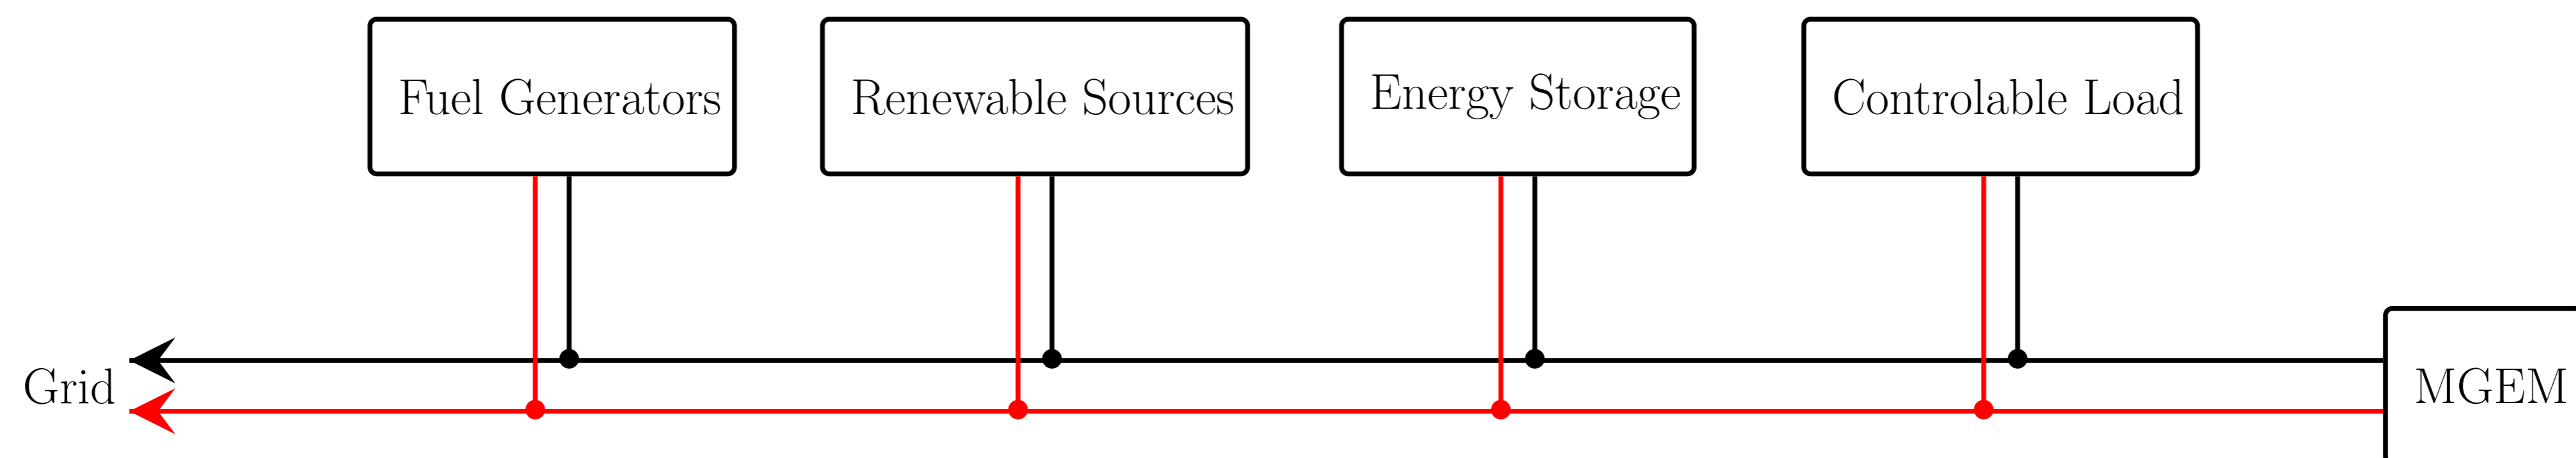 Fuel Generators
Renewable Sources
Energy Storage
Controlable Load
Grid
MGEM